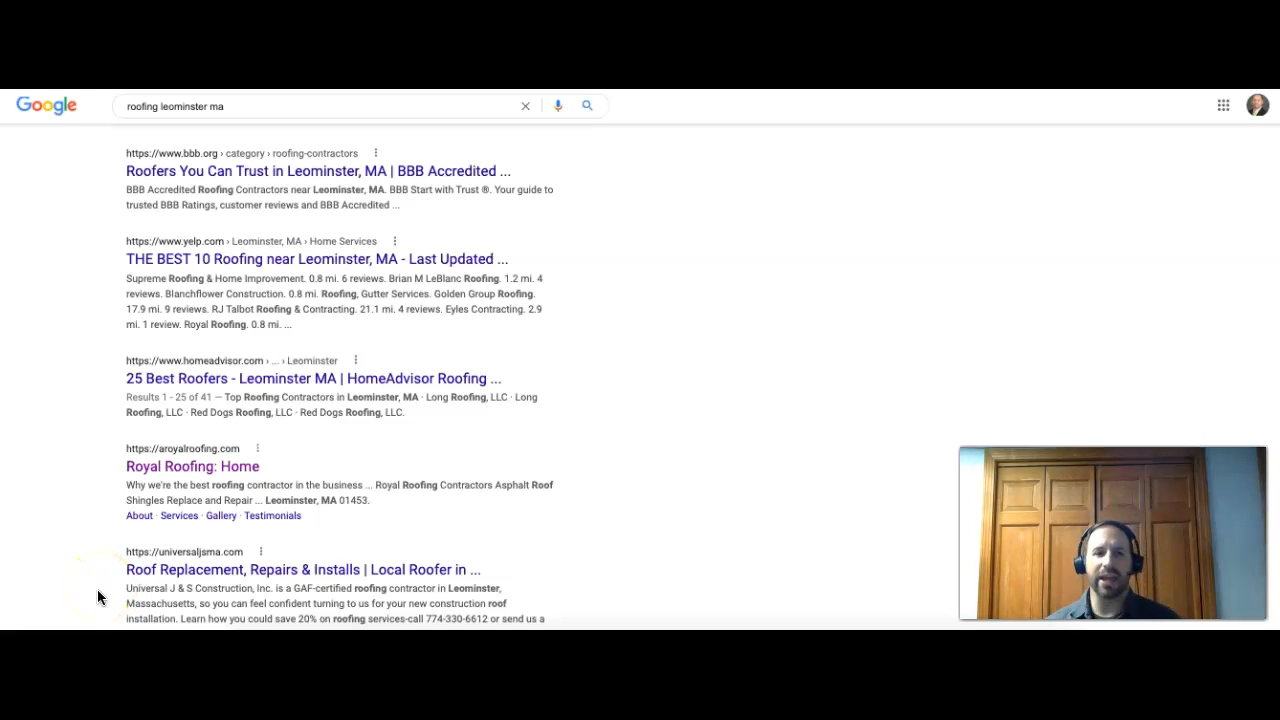 Google
roofing leominster ma
https://www.bbb.org › category › roofing-contractors
Roofers You Can Trust in Leominster, MA | BBB Accredited ...
BBB Accredited Roofing Contractors near Leominster, MA. BBB Start with Trust ®. Your guide to
trusted BBB Ratings, customer reviews and BBB Accredited ...
https://www.yelp.com › Leominster, MA › Home Services
THE BEST 10 Roofing near Leominster, MA - Last Updated ...
Supreme Roofing & Home Improvement. 0.8 mi. 6 reviews. Brian M LeBlanc Roofing. 1.2 mi. 4
reviews. Blanchflower Construction. 0.8 mi. Roofing, Gutter Services. Golden Group Roofing.
17.9 mi. 9 reviews. RJ Talbot Roofing & Contracting. 21.1 mi. 4 reviews. Eyles Contracting. 2.9
mi. 1 review. Royal Roofing. 0.8 mi. ...
https://www.homeadvisor.com › ... › Leominster
25 Best Roofers - Leominster MA | HomeAdvisor Roofing ...
Results 1 - 25 of 41 — Top Roofing Contractors in Leominster, MA · Long Roofing, LLC · Long
Roofing, LLC · Red Dogs Roofing, LLC · Red Dogs Roofing, LLC.
https://aroyalroofing.com
Royal Roofing: Home
Why we're the best roofing contractor in the business ... Royal Roofing Contractors Asphalt Roof
Shingles Replace and Repair ... Leominster, MA 01453.
About · Services · Gallery · Testimonials
https://universaljsma.com
Roof Replacement, Repairs & Installs | Local Roofer in ...
Universal J & S Construction, Inc. is a GAF-certified roofing contractor in Leominster,
Massachusetts, so you can feel confident turning to us for your new construction roof
installation. Learn how you could save 20% on roofing services-call 774-330-6612 or send us a